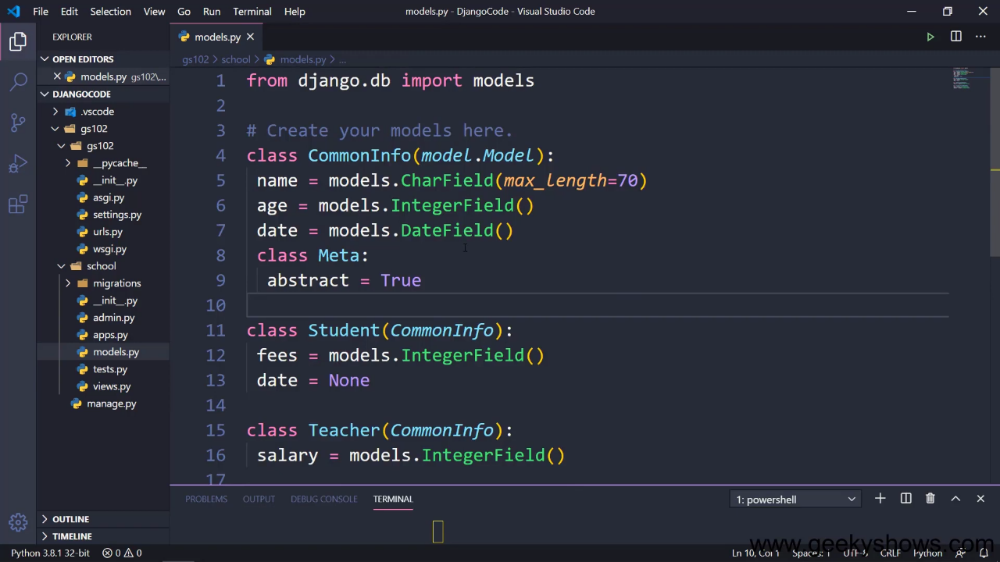 File Edit Selection View Go Run Terminal Help models.py - DjangoCode - Visual Studio Code
EXPLORER
OPEN EDITORS
models.py gs102\...
DJANGOCODE
.vscode
gs102
gs102
__pycache__
__init__.py
asgi.py
settings.py
urls.py
wsgi.py
school
migrations
__init__.py
admin.py
apps.py
models.py
tests.py
views.py
manage.py
OUTLINE
TIMELINE
models.py
gs102 > school > models.py > ...
1 from django.db import models
2
3 # Create your models here.
4 class CommonInfo(model.Model):
5 name = models.CharField(max_length=70)
6 age = models.IntegerField()
7 date = models.DateField()
8 class Meta:
9 abstract = True
10
11 class Student(CommonInfo):
12 fees = models.IntegerField()
13 date = None
14
15 class Teacher(CommonInfo):
16 salary = models.IntegerField()
17
PROBLEMS OUTPUT DEBUG CONSOLE TERMINAL 1: powershell
www.geekyshows.com
Python 3.8.1 32-bit 0 0 Ln 10, Col 1 Spaces: 1 UTF-8 CRLF Python